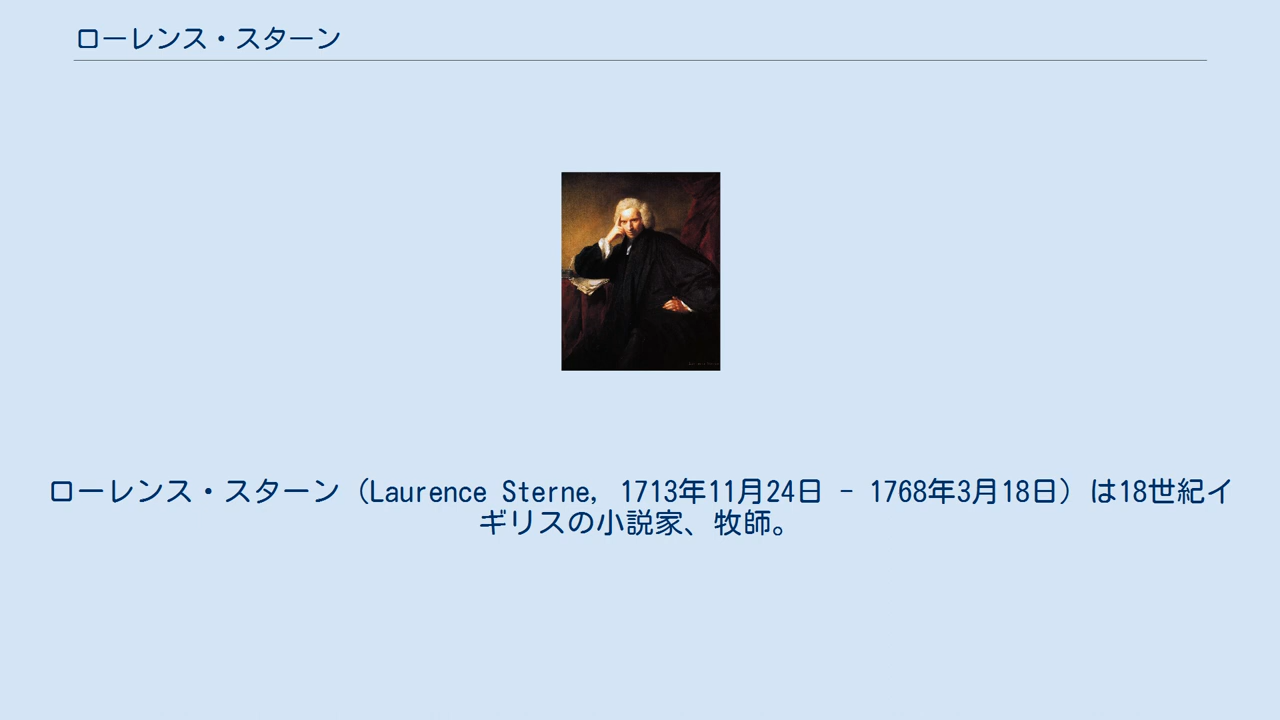 ローレンス・スターン
ローレンス・スターン（Laurence Sterne, 1713年11月24日 - 1768年3月18日）は18世紀イ
ギリスの小説家、牧師。